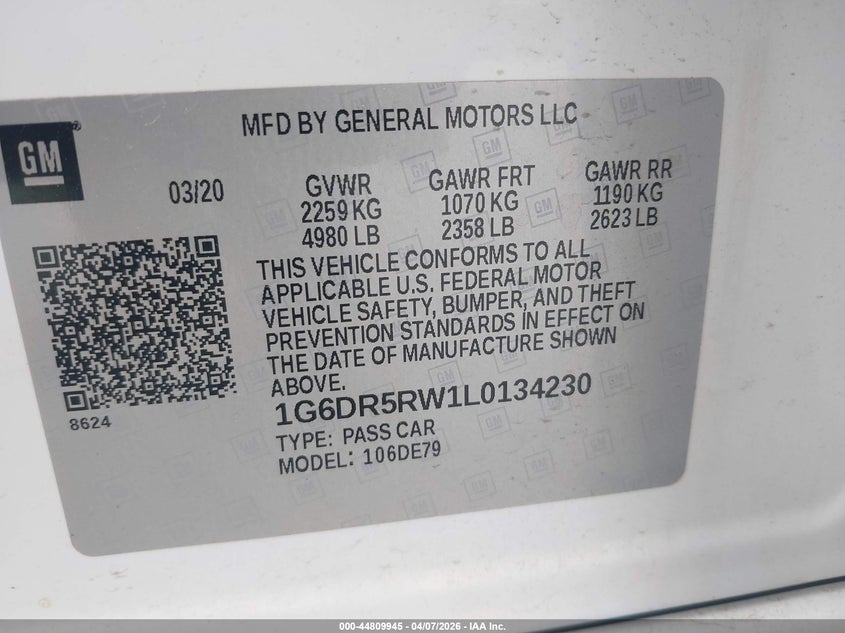 MFD BY GENERAL MOTORS LLC
GM
03/20
GVWR
2259 KG
4980 LB
GAWR FRT
1070 KG
2358 LB
GAWR RR
1190 KG
2623 LB
THIS VEHICLE CONFORMS TO ALL
APPLICABLE U.S. FEDERAL MOTOR
VEHICLE SAFETY, BUMPER, AND THEFT
PREVENTION STANDARDS IN EFFECT ON
THE DATE OF MANUFACTURE SHOWN
ABOVE.
8624
1G6DR5RW1L0134230
TYPE: PASS CAR
MODEL: 106DE79
000-44809945 - 04/07/2026 - IAA Inc.